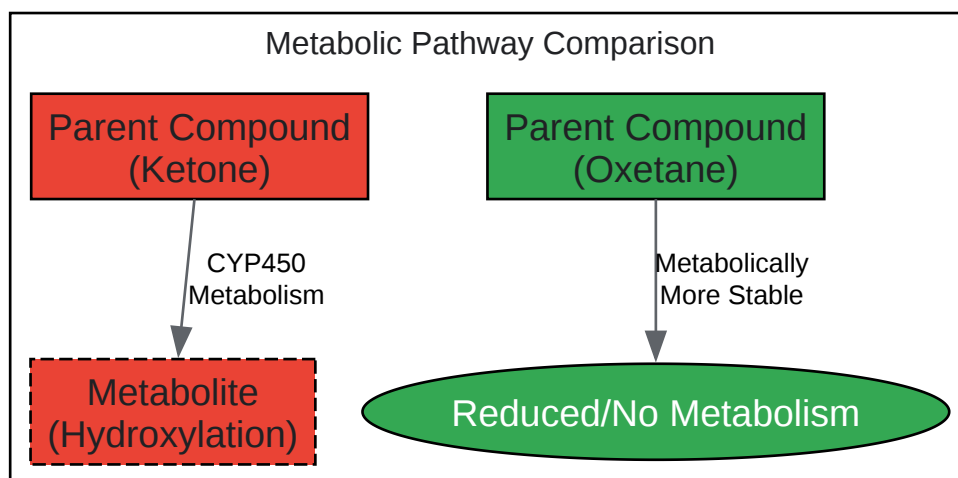 Metabolic Pathway Comparison
Parent Compound
(Ketone)
Parent Compound
(Oxetane)
CYP450
Metabolism
Metabolically
More Stable
Metabolite
(Hydroxylation)
Reduced/No Metabolism